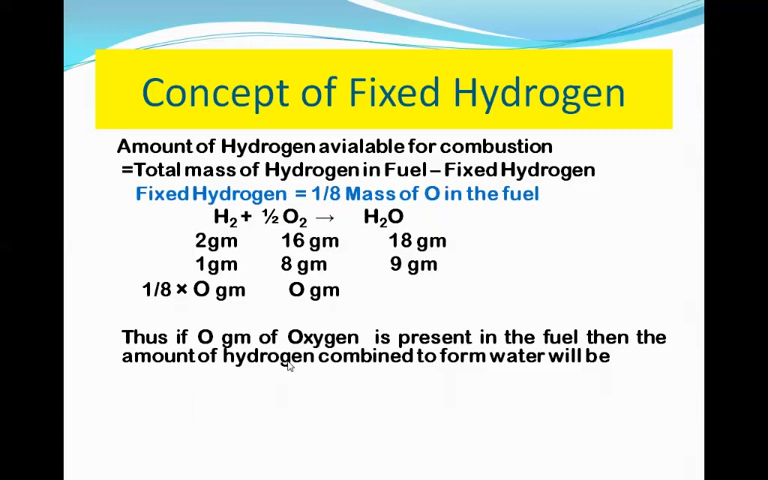 Concept of Fixed Hydrogen
Amount of Hydrogen avialable for combustion
=Total mass of Hydrogen in Fuel – Fixed Hydrogen
Fixed Hydrogen = 1/8 Mass of O in the fuel
H₂ + ½ O₂ → H₂O
2gm 16 gm 18 gm
1gm 8 gm 9 gm
1/8 × O gm O gm
Thus if O gm of Oxygen is present in the fuel then the
amount of hydrogen combined to form water will be